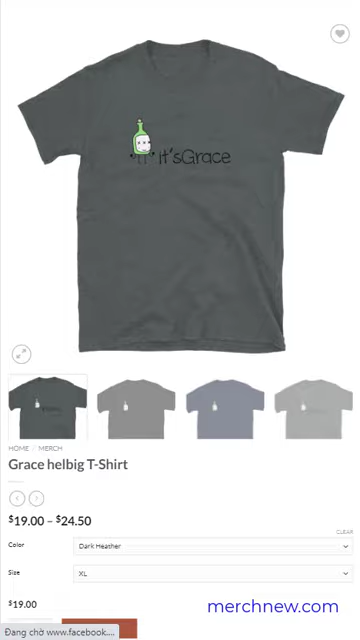 it'sGrace
HOME / MERCH
Grace helbig T-Shirt
$19.00 – $24.50
CLEAR
Color
Dark Heather
Size
XL
$19.00
merchnew.com
Đang chờ www.facebook....